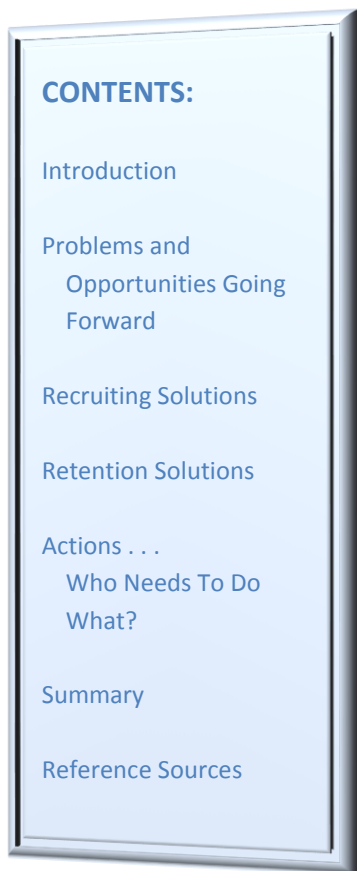 CONTENTS:
Introduction
Problems and
Opportunities Going
Forward
Recruiting Solutions
Retention Solutions
Actions . . .
Who Needs To Do
What?
Summary
Reference Sources